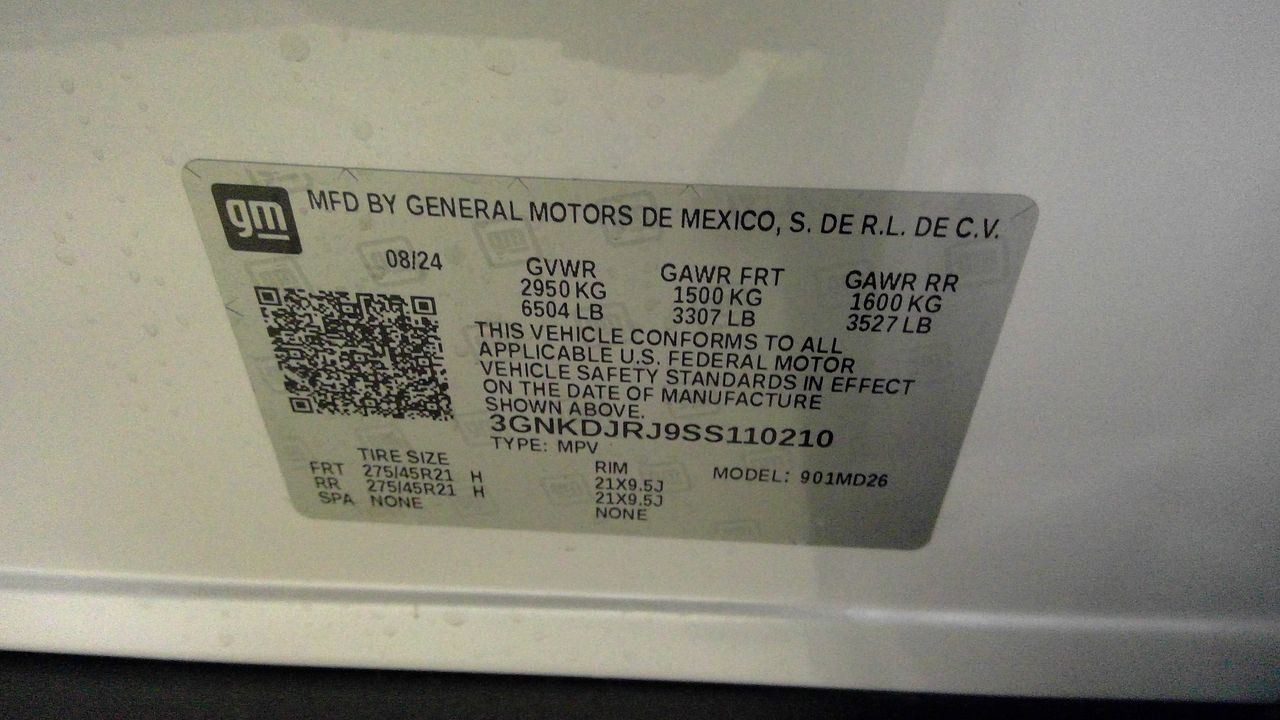 gm MFD BY GENERAL MOTORS DE MEXICO, S. DE R.L. DE C.V.
08/24 GVWR GAWR FRT GAWR RR
2950 KG 1500 KG 1600 KG
6504 LB 3307 LB 3527 LB
THIS VEHICLE CONFORMS TO ALL
APPLICABLE U.S. FEDERAL MOTOR
VEHICLE SAFETY STANDARDS IN EFFECT
ON THE DATE OF MANUFACTURE
SHOWN ABOVE.
3GNKDJRJ9SS110210
TYPE: MPV
TIRE SIZE RIM MODEL: 901MD26
FRT 275/45R21 H 21X9.5J
RR 275/45R21 H 21X9.5J
SPA NONE NONE